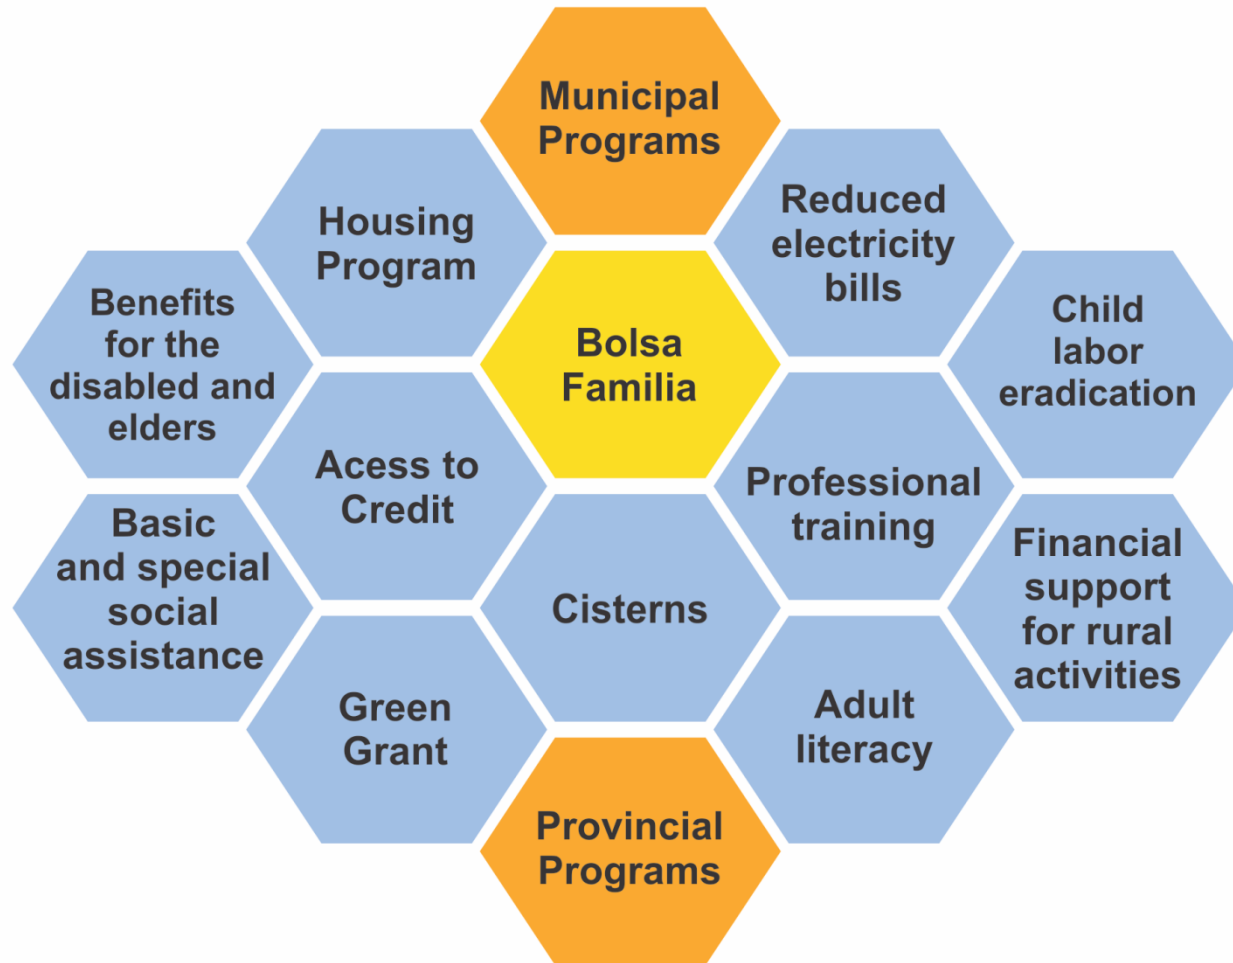 Municipal
Programs
Housing
Program
Reduced
electricity
bills
Benefits
for the
disabled and
elders
Bolsa
Familia
Child
labor
eradication
Acess to
Credit
Professional
training
Basic
and special
social
assistance
Cisterns
Financial
support
for rural
activities
Green
Grant
Adult
literacy
Provincial
Programs